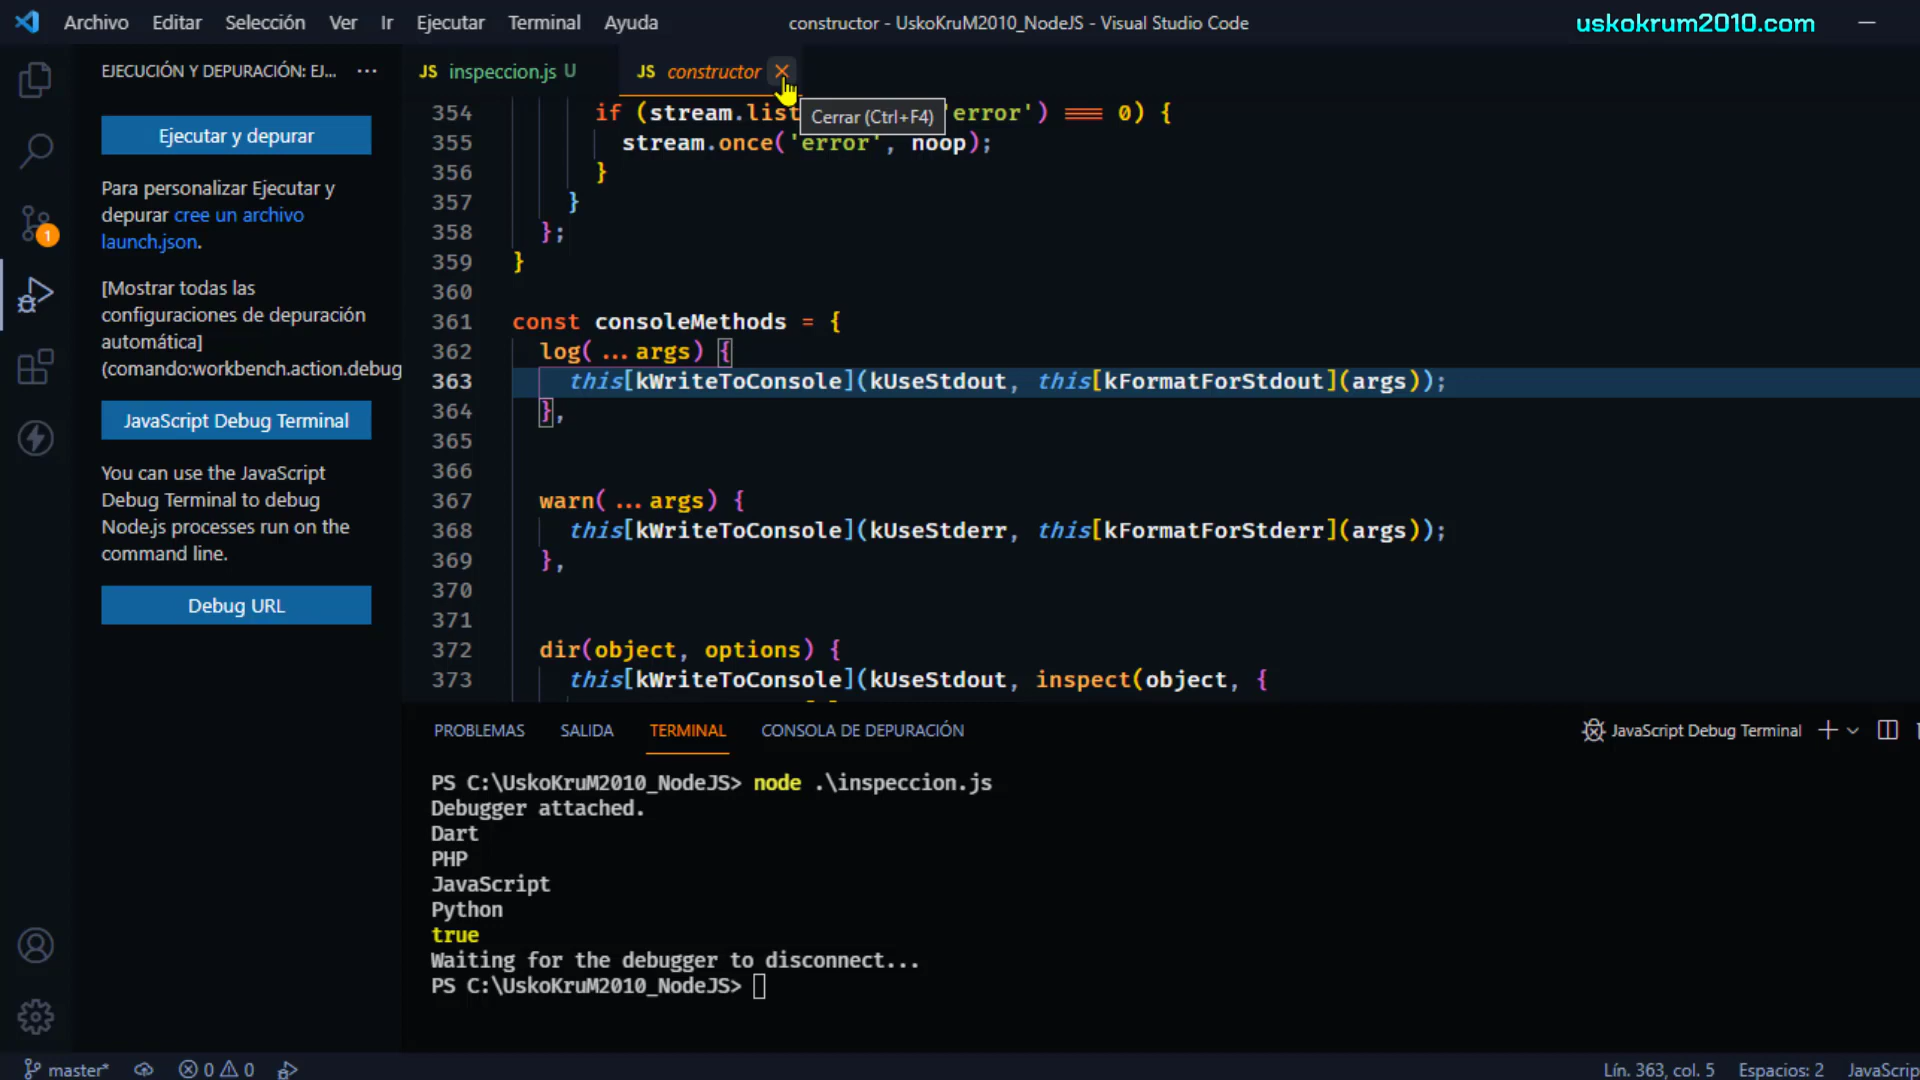 Archivo Editar Selección Ver Ir Ejecutar Terminal Ayuda
constructor - UskoKruM2010_NodeJS - Visual Studio Code
uskokrum2010.com
EJECUCIÓN Y DEPURACIÓN: EJ... ···
Ejecutar y depurar
Para personalizar Ejecutar y
depurar cree un archivo
launch.json.
[Mostrar todas las
configuraciones de depuración
automática]
(comando:workbench.action.debug
JavaScript Debug Terminal
You can use the JavaScript
Debug Terminal to debug
Node.js processes run on the
command line.
Debug URL
1
JS inspeccion.js U
JS constructor
Cerrar (Ctrl+F4)
354 if (stream.list 'error') === 0) {
355 stream.once('error', noop);
356 }
357 }
358 };
359 }
360
361 const consoleMethods = {
362 log(...args) {
363 this[kWriteToConsole](kUseStdout, this[kFormatForStdout](args));
364 },
365
366
367 warn(...args) {
368 this[kWriteToConsole](kUseStderr, this[kFormatForStderr](args));
369 },
370
371
372 dir(object, options) {
373 this[kWriteToConsole](kUseStdout, inspect(object, {
PROBLEMAS SALIDA TERMINAL CONSOLA DE DEPURACIÓN
JavaScript Debug Terminal
PS C:\UskoKruM2010_NodeJS> node .\inspeccion.js
Debugger attached.
Dart
PHP
JavaScript
Python
true
Waiting for the debugger to disconnect...
PS C:\UskoKruM2010_NodeJS>
master* 0 0
Lín. 363, col. 5 Espacios: 2 JavaScrip